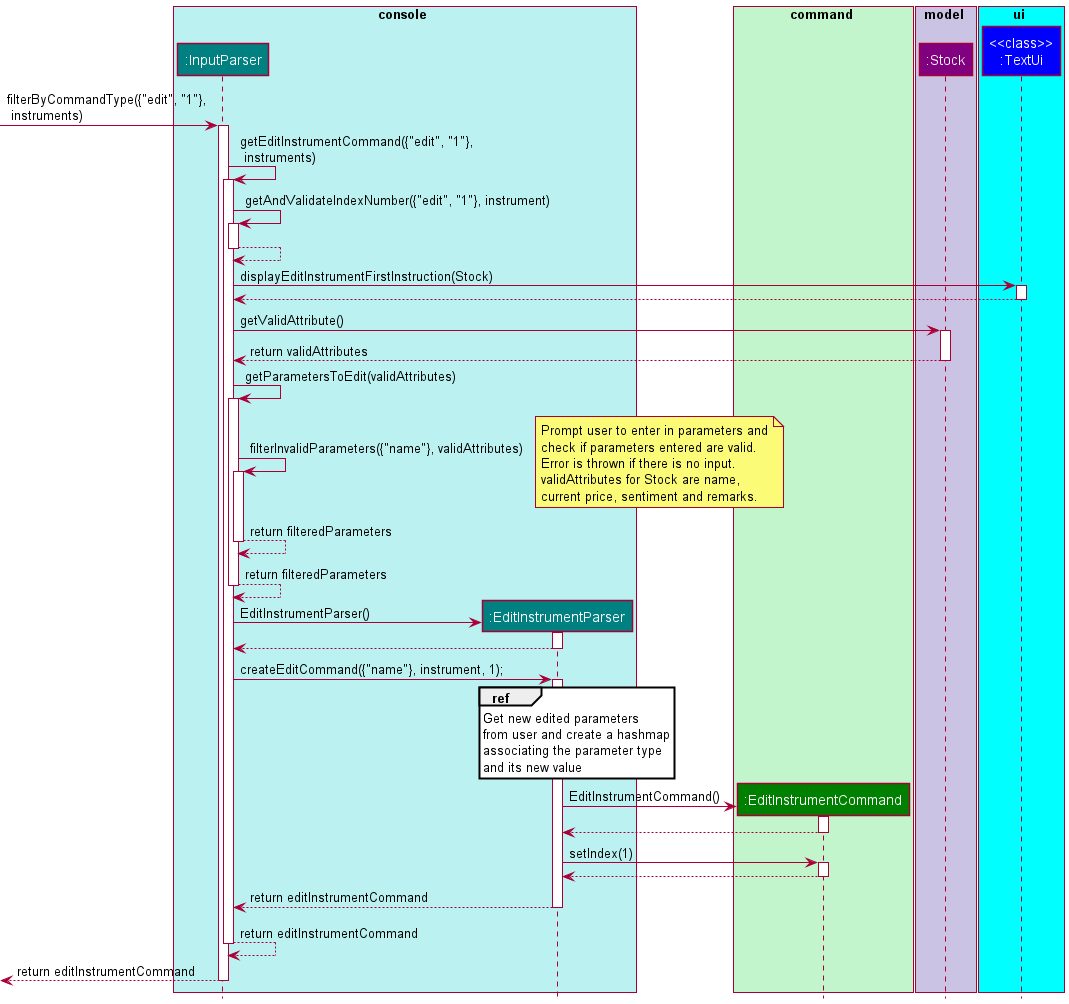 console
command
model
ui
:InputParser
:Stock
<<class>>
:TextUi
filterByCommandType({"edit", "1"},
instruments)
getEditInstrumentCommand({"edit", "1"},
instruments)
getAndValidateIndexNumber({"edit", "1"}, instrument)
displayEditInstrumentFirstInstruction(Stock)
getValidAttribute()
return validAttributes
getParametersToEdit(validAttributes)
Prompt user to enter in parameters and
check if parameters entered are valid.
Error is thrown if there is no input.
validAttributes for Stock are name,
current price, sentiment and remarks.
filterInvalidParameters({"name"}, validAttributes)
return filteredParameters
return filteredParameters
EditInstrumentParser()
:EditInstrumentParser
createEditCommand({"name"}, instrument, 1);
ref
Get new edited parameters
from user and create a hashmap
associating the parameter type
and its new value
EditInstrumentCommand()
:EditInstrumentCommand
setIndex(1)
return editInstrumentCommand
return editInstrumentCommand
return editInstrumentCommand